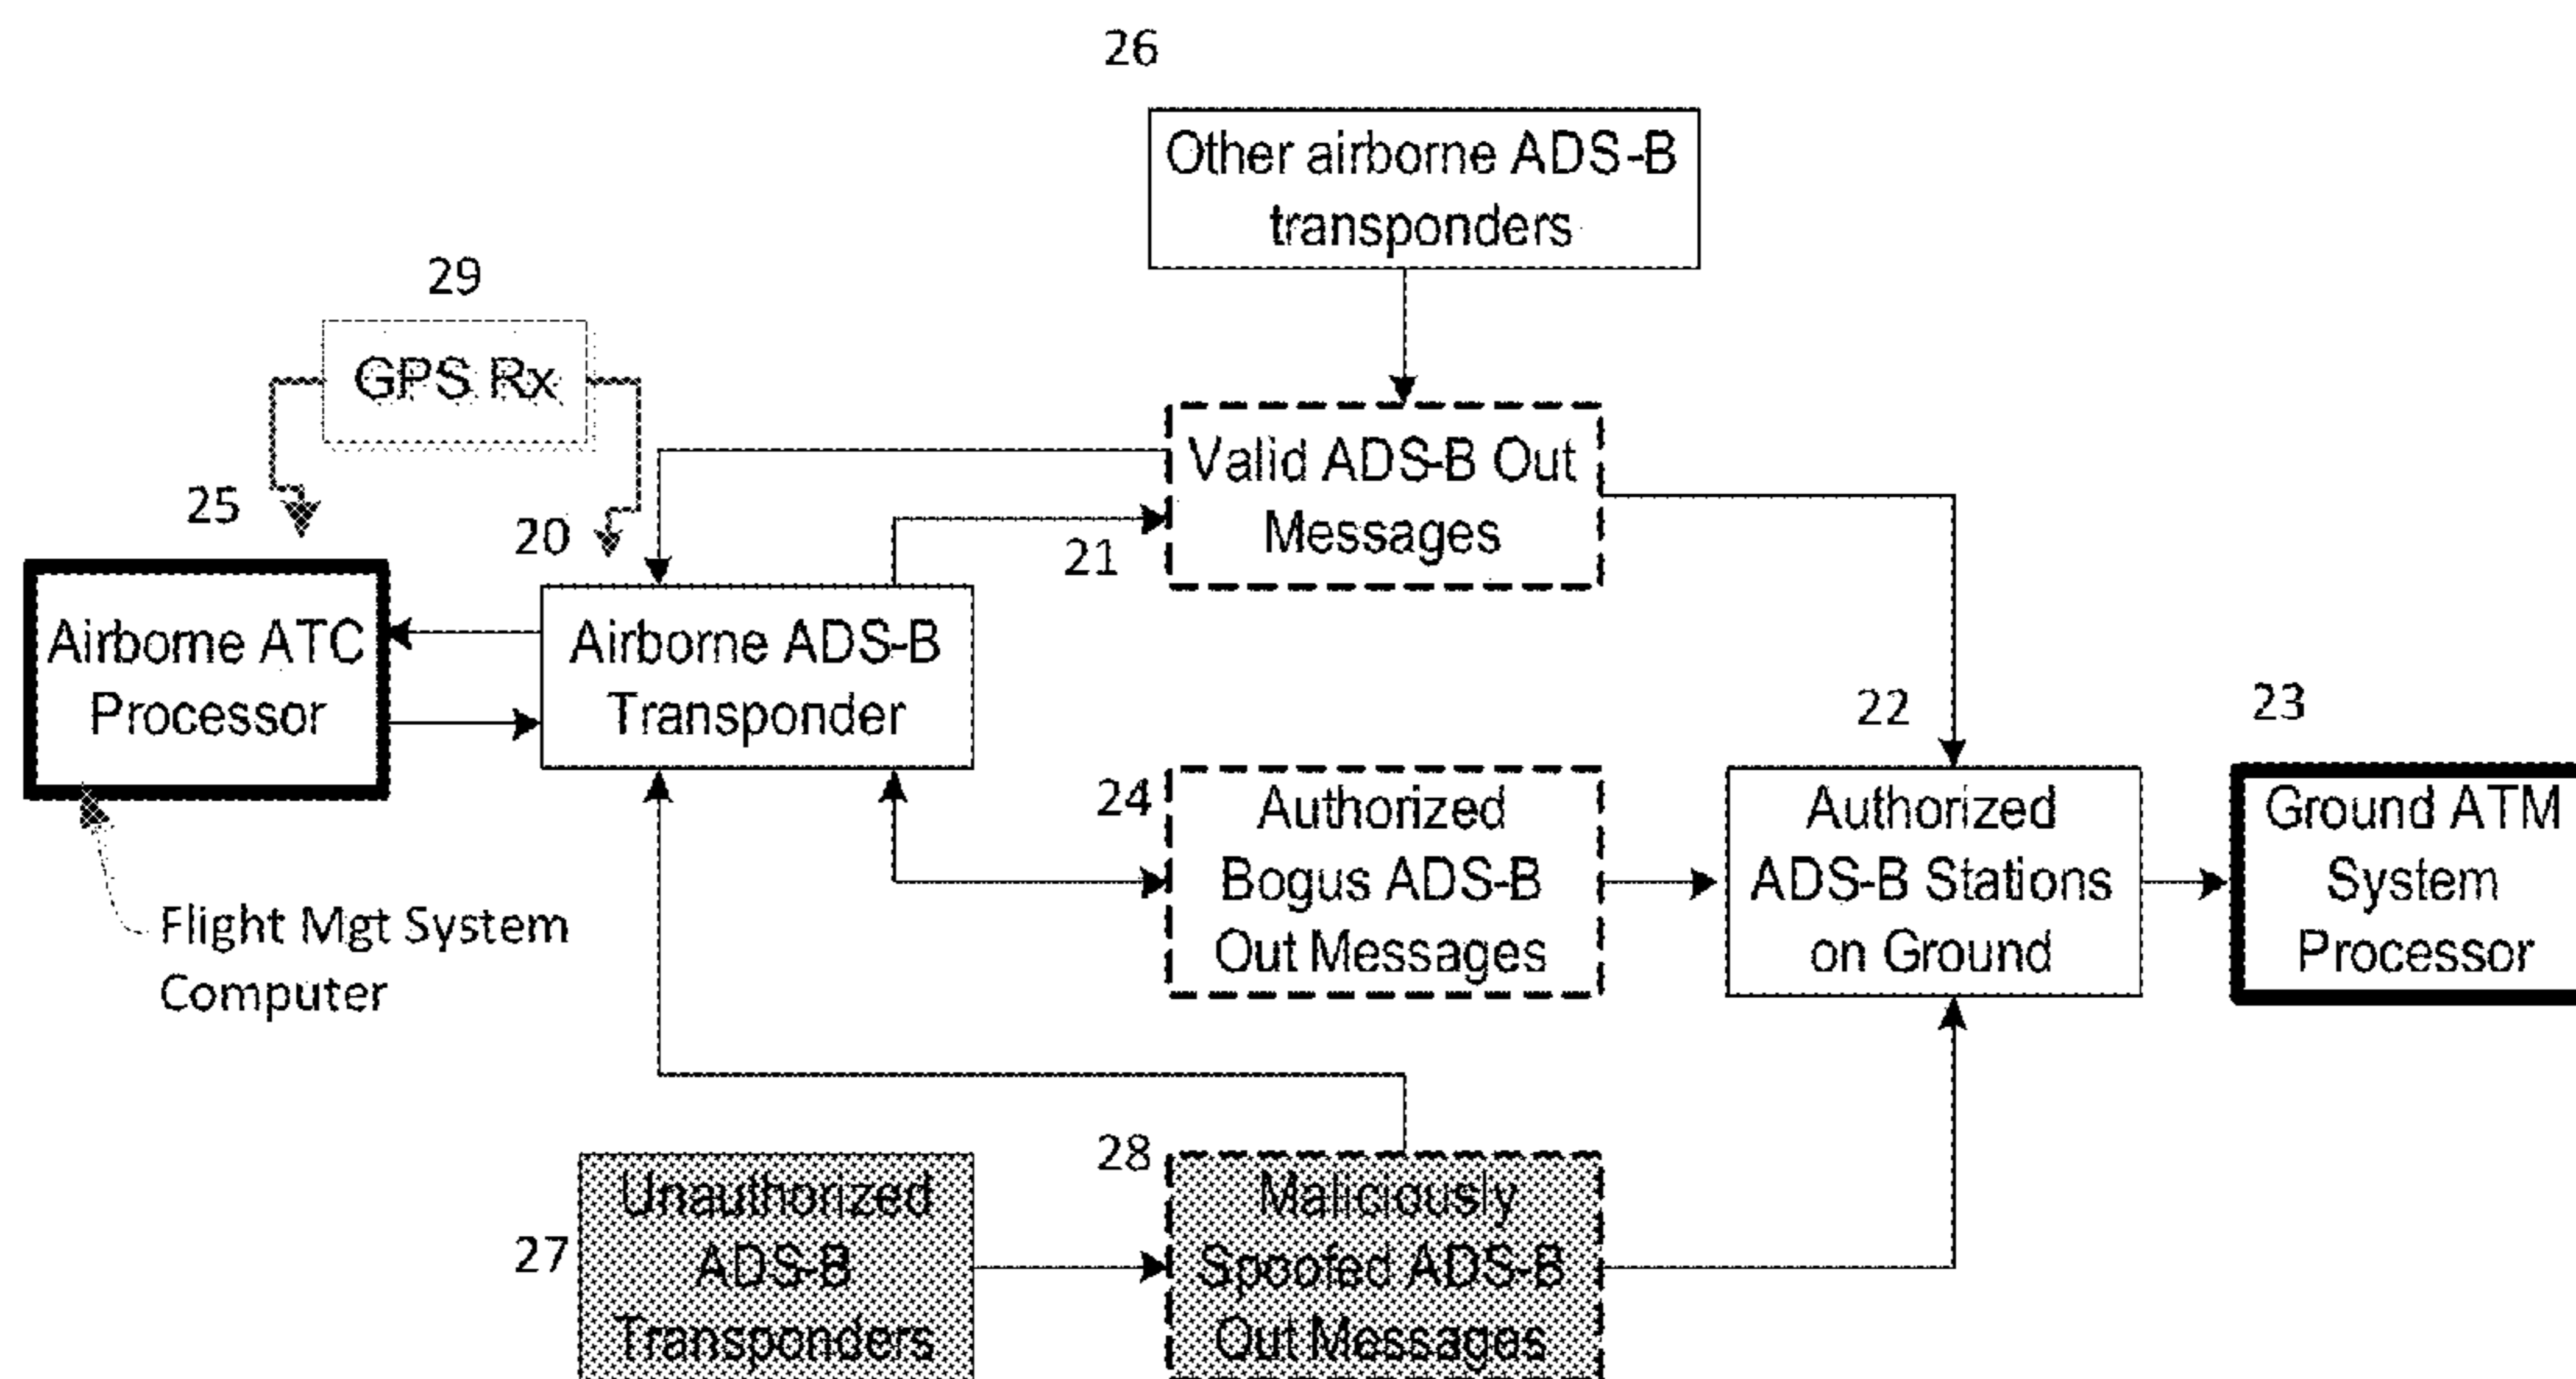 26
Other airborne ADS-B
transponders
29
GPS Rx
25
20
Valid ADS-B Out
Messages
21
Airborne ATC
Processor
Airborne ADS-B
Transponder
22
23
24
Authorized
Bogus ADS-B
Out Messages
Authorized
ADS-B Stations
on Ground
Ground ATM
System
Processor
Flight Mgt System
Computer
27
Unauthorized
ADS-B
Transponders
28
Maliciously
Spoofed ADS-B
Out Messages